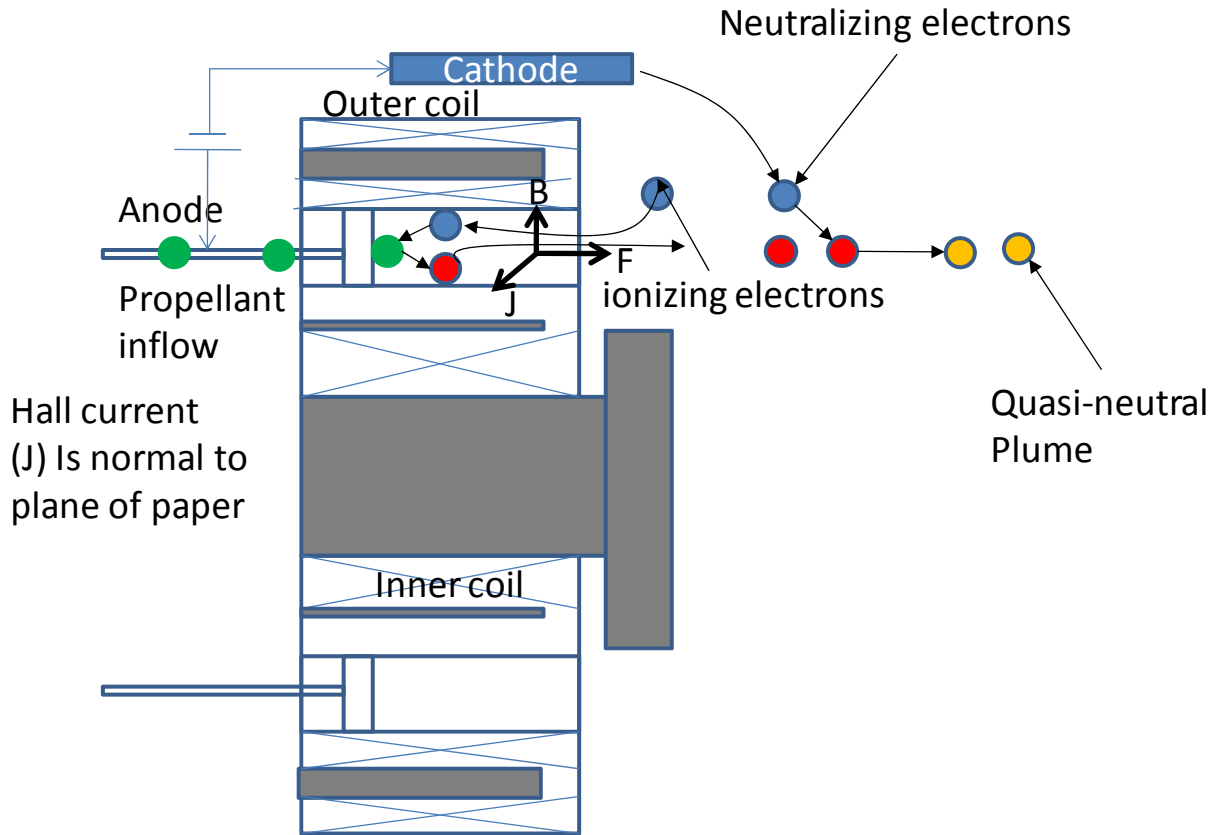 Neutralizing electrons
Cathode
Outer coil
B
Anode
F
ionizing electrons
J
Propellant
inflow
Hall current
(J) Is normal to
plane of paper
Quasi-neutral
Plume
Inner coil